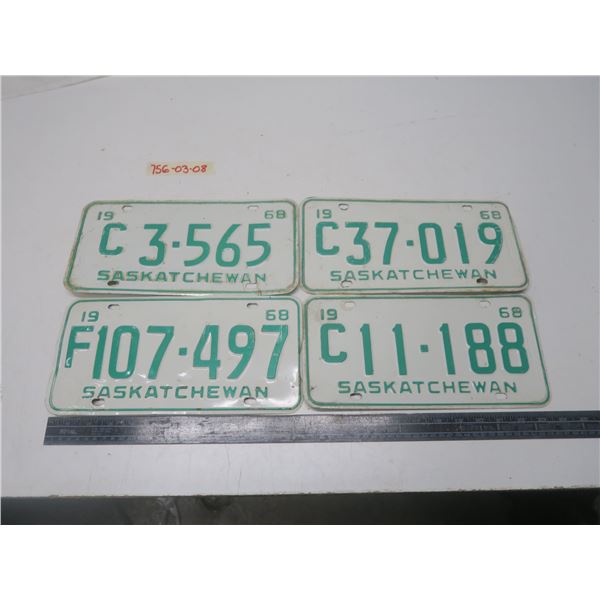 756-03-08
19 68
C3·565
SASKATCHEWAN
19 68
C37·019
SASKATCHEWAN
19 68
F107·497
SASKATCHEWAN
19 68
C11·188
SASKATCHEWAN